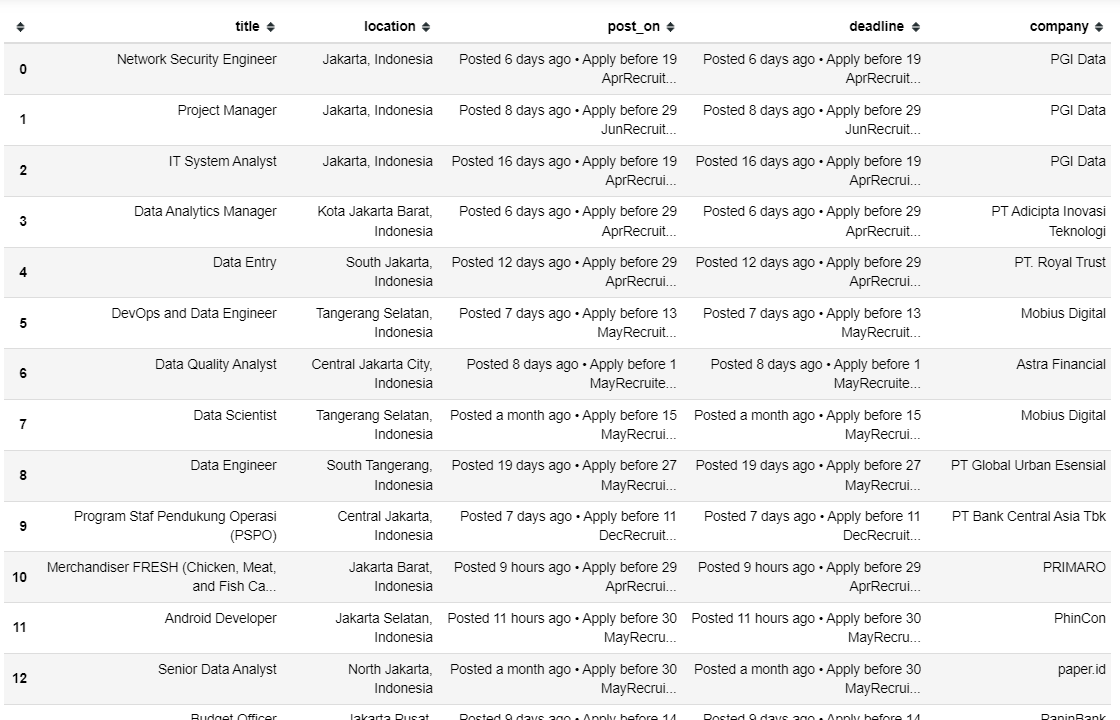 title location post_on deadline company
0 Network Security Engineer Jakarta, Indonesia Posted 6 days ago • Apply before 19 Posted 6 days ago • Apply before 19 PGI Data
AprRecruit... AprRecruit...
1 Project Manager Jakarta, Indonesia Posted 8 days ago • Apply before 29 Posted 8 days ago • Apply before 29 PGI Data
JunRecruit... JunRecruit...
2 IT System Analyst Jakarta, Indonesia Posted 16 days ago • Apply before 19 Posted 16 days ago • Apply before 19 PGI Data
AprRecrui... AprRecrui...
3 Data Analytics Manager Kota Jakarta Barat, Posted 6 days ago • Apply before 29 Posted 6 days ago • Apply before 29 PT Adicipta Inovasi
Indonesia AprRecruit... AprRecruit... Teknologi
4 Data Entry South Jakarta, Posted 12 days ago • Apply before 29 Posted 12 days ago • Apply before 29 PT. Royal Trust
Indonesia AprRecrui... AprRecrui...
5 DevOps and Data Engineer Tangerang Selatan, Posted 7 days ago • Apply before 13 Posted 7 days ago • Apply before 13 Mobius Digital
Indonesia MayRecruit... MayRecruit...
6 Data Quality Analyst Central Jakarta City, Posted 8 days ago • Apply before 1 Posted 8 days ago • Apply before 1 Astra Financial
Indonesia MayRecruite... MayRecruite...
7 Data Scientist Tangerang Selatan, Posted a month ago • Apply before 15 Posted a month ago • Apply before 15 Mobius Digital
Indonesia MayRecrui... MayRecrui...
8 Data Engineer South Tangerang, Posted 19 days ago • Apply before 27 Posted 19 days ago • Apply before 27 PT Global Urban Esensial
Indonesia MayRecrui... MayRecrui...
9 Program Staf Pendukung Operasi Central Jakarta, Posted 7 days ago • Apply before 11 Posted 7 days ago • Apply before 11 PT Bank Central Asia Tbk
(PSPO) Indonesia DecRecruit... DecRecruit...
10 Merchandiser FRESH (Chicken, Meat, Jakarta Barat, Posted 9 hours ago • Apply before 29 Posted 9 hours ago • Apply before 29 PRIMARO
and Fish Ca... Indonesia AprRecrui... AprRecrui...
11 Android Developer Jakarta Selatan, Posted 11 hours ago • Apply before 30 Posted 11 hours ago • Apply before 30 PhinCon
Indonesia MayRecru... MayRecru...
12 Senior Data Analyst North Jakarta, Posted a month ago • Apply before 30 Posted a month ago • Apply before 30 paper.id
Indonesia MayRecrui... MayRecrui...
Budget Officer Jakarta Pusat, Posted 9 days ago • Apply before 14 Posted 9 days ago • Apply before 14 PaninBank